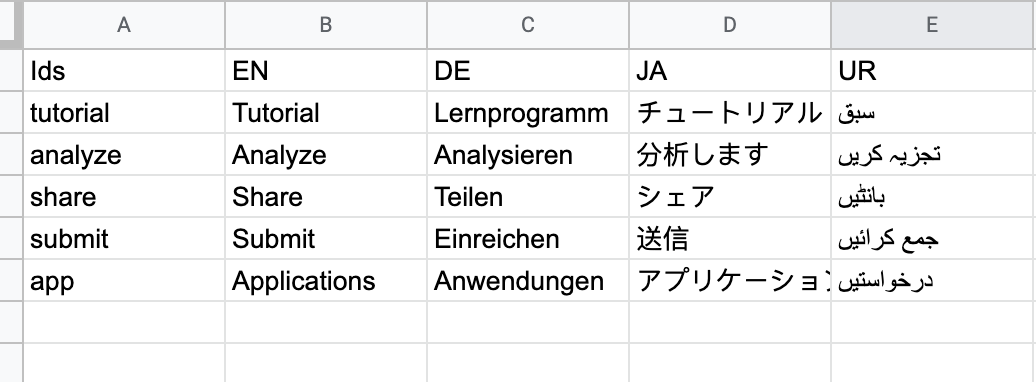 A B C D E
Ids EN DE JA UR
tutorial Tutorial Lernprogramm チュートリアル سبق
analyze Analyze Analysieren 分析します تجزیہ کریں
share Share Teilen シェア بانٹیں
submit Submit Einreichen 送信 جمع کرائیں
app Applications Anwendungen アプリケーション درخواستیں